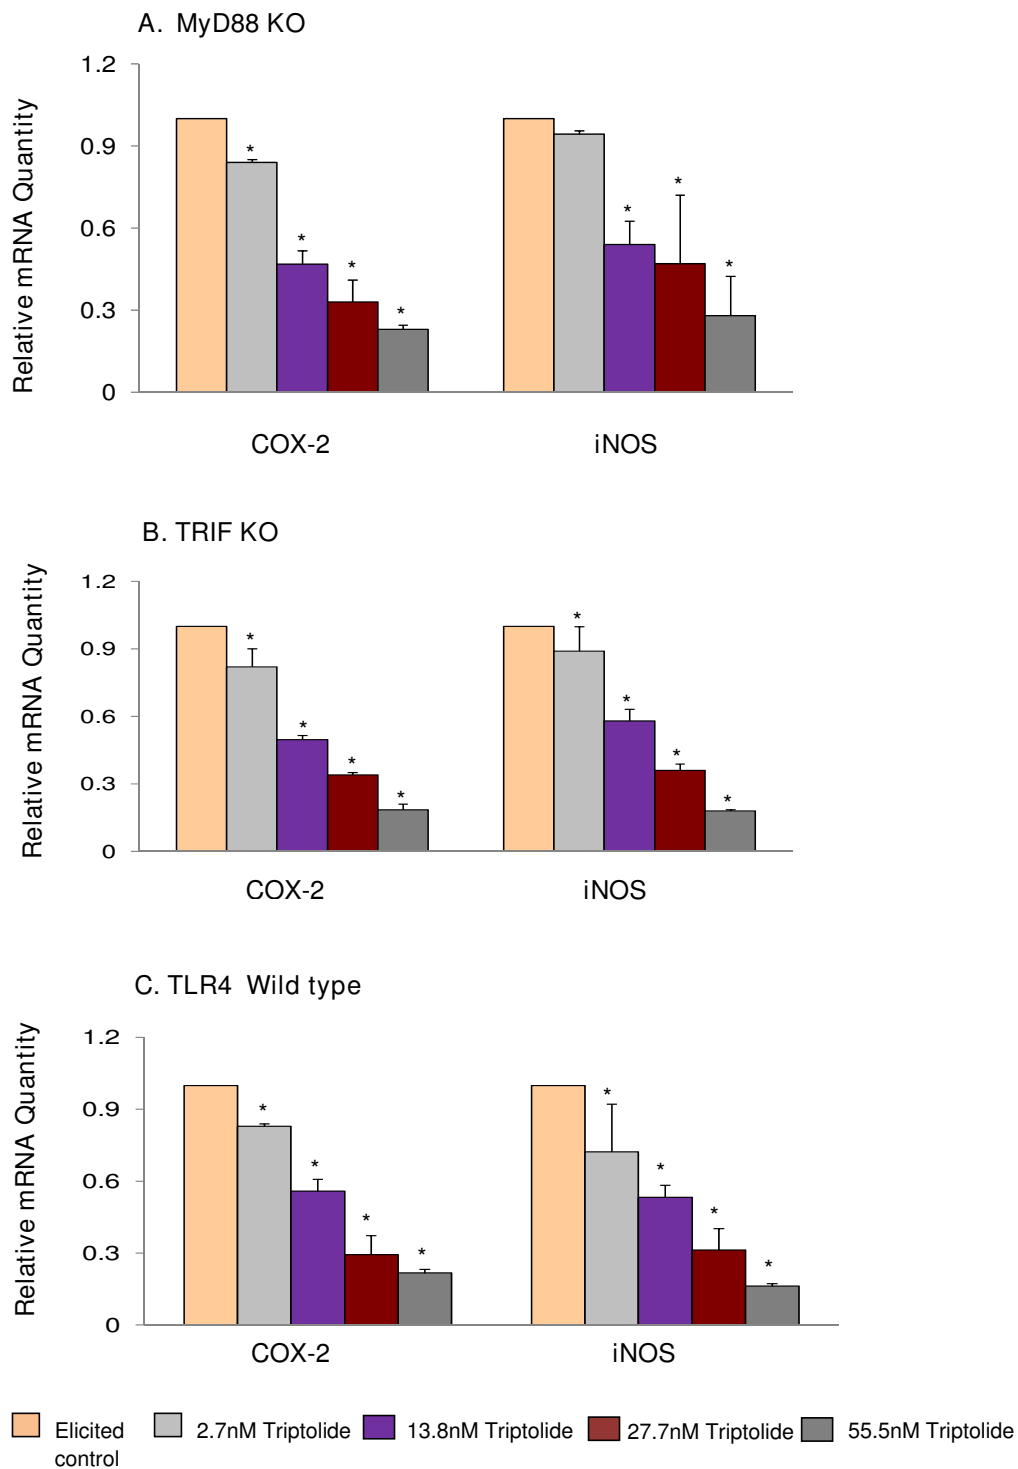 A. MyD88 KO
Relative mRNA Quantity
1.2
0.9
0.6
0.3
0
*
*
*
*
*
*
*
COX-2
iNOS
B. TRIF KO
Relative mRNA Quantity
1.2
0.9
0.6
0.3
0
*
*
*
*
*
*
*
*
COX-2
iNOS
C. TLR4 Wild type
Relative mRNA Quantity
1.2
0.9
0.6
0.3
0
*
*
*
*
*
*
*
*
COX-2
iNOS
Elicited
control
2.7nM Triptolide
13.8nM Triptolide
27.7nM Triptolide
55.5nM Triptolide